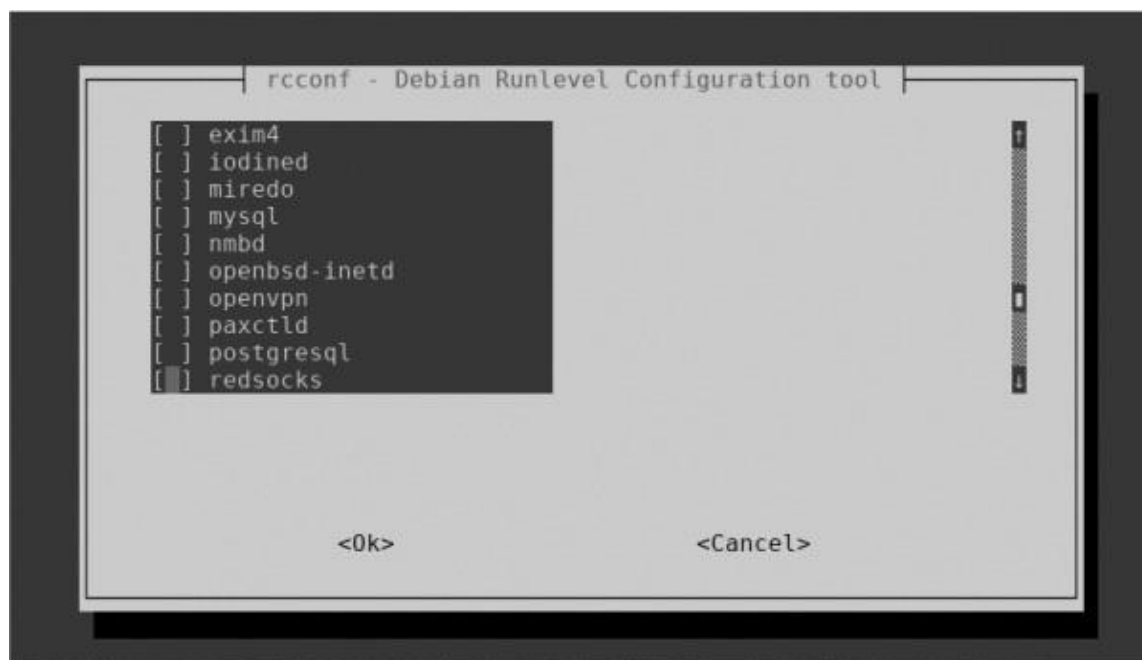 rcconf - Debian Runlevel Configuration tool
[ ] exim4
[ ] iodined
[ ] miredo
[ ] mysql
[ ] nmbd
[ ] openbsd-inetd
[ ] openvpn
[ ] paxctld
[ ] postgresql
[ ] redsocks
<Ok> <Cancel>